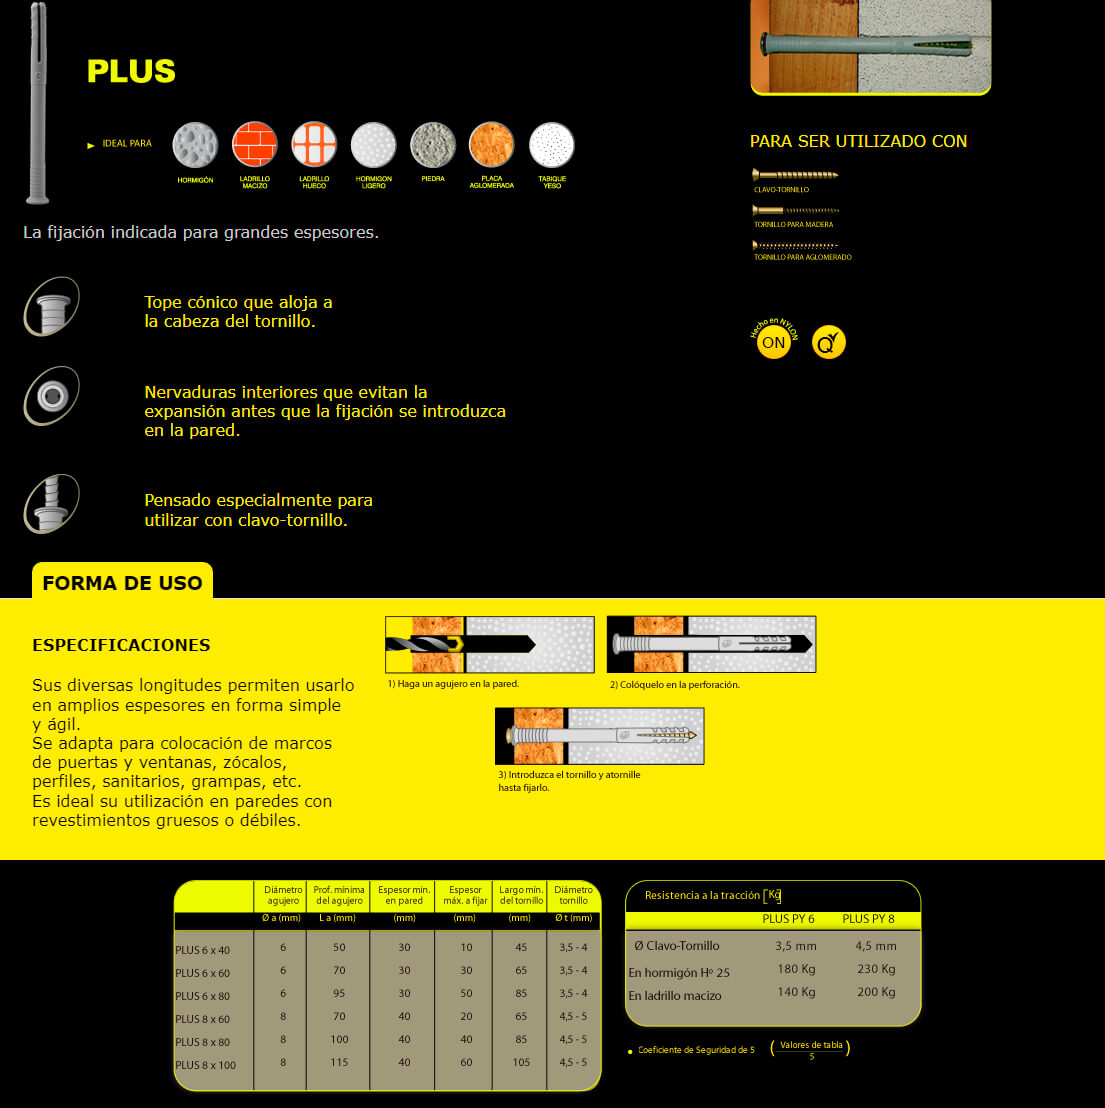 PLUS
IDEAL PARA
HORMIGÓN
LADRILLO
MACIZO
LADRILLO
HUECO
HORMIGON
LIGERO
PIEDRA
PLACA
AGLOMERADA
TABIQUE
YESO
La fijación indicada para grandes espesores.
Tope cónico que aloja a
la cabeza del tornillo.
Nervaduras interiores que evitan la
expansión antes que la fijación se introduzca
en la pared.
Pensado especialmente para
utilizar con clavo-tornillo.
PARA SER UTILIZADO CON
CLAVO-TORNILLO
TORNILLO PARA MADERA
TORNILLO PARA AGLOMERADO
Hecho en NYLON
ON
Q
FORMA DE USO
ESPECIFICACIONES
Sus diversas longitudes permiten usarlo
en amplios espesores en forma simple
y ágil.
Se adapta para colocación de marcos
de puertas y ventanas, zócalos,
perfiles, sanitarios, grampas, etc.
Es ideal su utilización en paredes con
revestimientos gruesos o débiles.
1) Haga un agujero en la pared.
2) Colóquelo en la perforación.
3) Introduzca el tornillo y atornille
hasta fijarlo.
Diámetro agujero Prof. mínima del agujero Espesor min. en pared Espesor máx. a fijar Largo mín. del tornillo Diámetro tornillo
Ø a (mm) L a (mm) (mm) (mm) (mm) Ø t (mm)
PLUS 6 x 40 6 50 30 10 45 3,5 - 4
PLUS 6 x 60 6 70 30 30 65 3,5 - 4
PLUS 6 x 80 6 95 30 50 85 3,5 - 4
PLUS 8 x 60 8 70 40 20 65 4,5 - 5
PLUS 8 x 80 8 100 40 40 85 4,5 - 5
PLUS 8 x 100 8 115 40 60 105 4,5 - 5
Resistencia a la tracción [Kg]
PLUS PY 6 PLUS PY 8
Ø Clavo-Tornillo 3,5 mm 4,5 mm
En hormigón Hº 25 180 Kg 230 Kg
En ladrillo macizo 140 Kg 200 Kg
• Coeficiente de Seguridad de 5 (Valores de tabla
5)